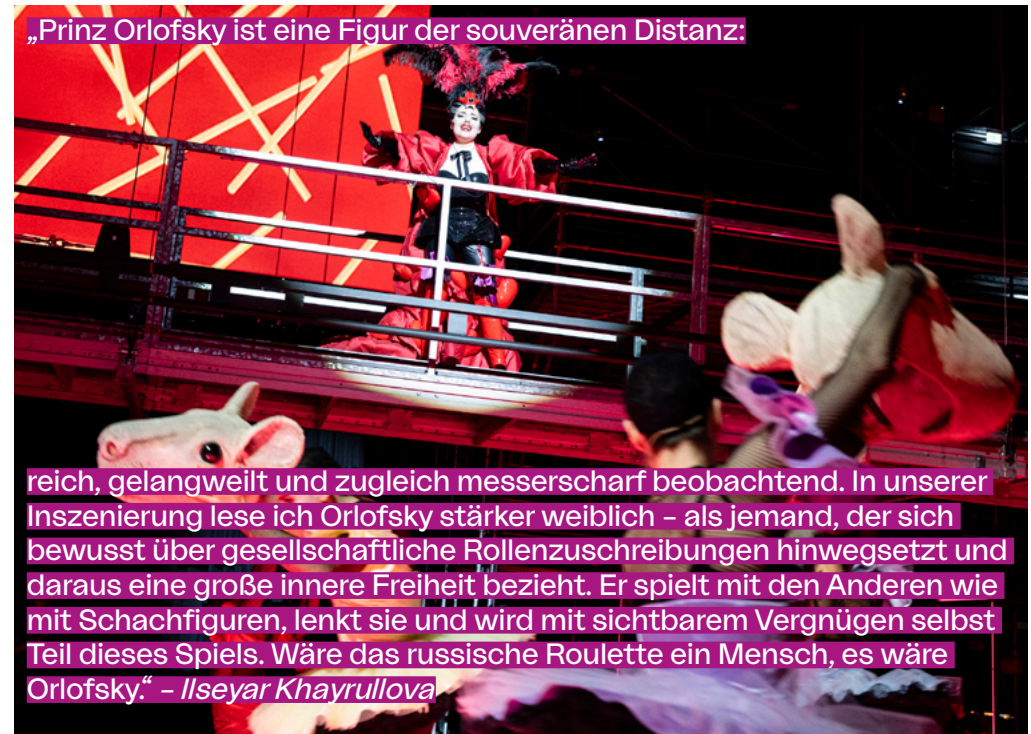 „Prinz Orlofsky ist eine Figur der souveränen Distanz:
reich, gelangweilt und zugleich messerscharf beobachtend. In unserer
Inszenierung lese ich Orlofsky stärker weiblich – als jemand, der sich
bewusst über gesellschaftliche Rollenzuschreibungen hinwegsetzt und
daraus eine große innere Freiheit bezieht. Er spielt mit den Anderen wie
mit Schachfiguren, lenkt sie und wird mit sichtbarem Vergnügen selbst
Teil dieses Spiels. Wäre das russische Roulette ein Mensch, es wäre
Orlofsky.“ – Ilseyar Khayrullova